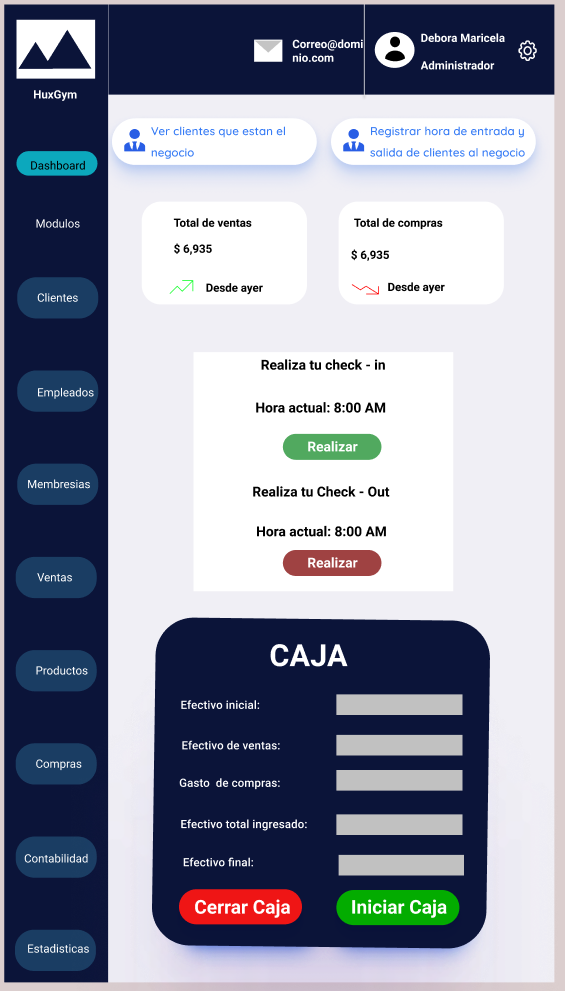 HuxGym
Correo@domi
nio.com
Debora Maricela
Administrador
Dashboard
Modulos
Clientes
Empleados
Membresias
Ventas
Productos
Compras
Contabilidad
Estadisticas
Ver clientes que estan el
negocio
Registrar hora de entrada y
salida de clientes al negocio
Total de ventas
$ 6,935
Desde ayer
Total de compras
$ 6,935
Desde ayer
Realiza tu check - in
Hora actual: 8:00 AM
Realizar
Realiza tu Check - Out
Hora actual: 8:00 AM
Realizar
CAJA
Efectivo inicial:
Efectivo de ventas:
Gasto de compras:
Efectivo total ingresado:
Efectivo final:
Cerrar Caja
Iniciar Caja